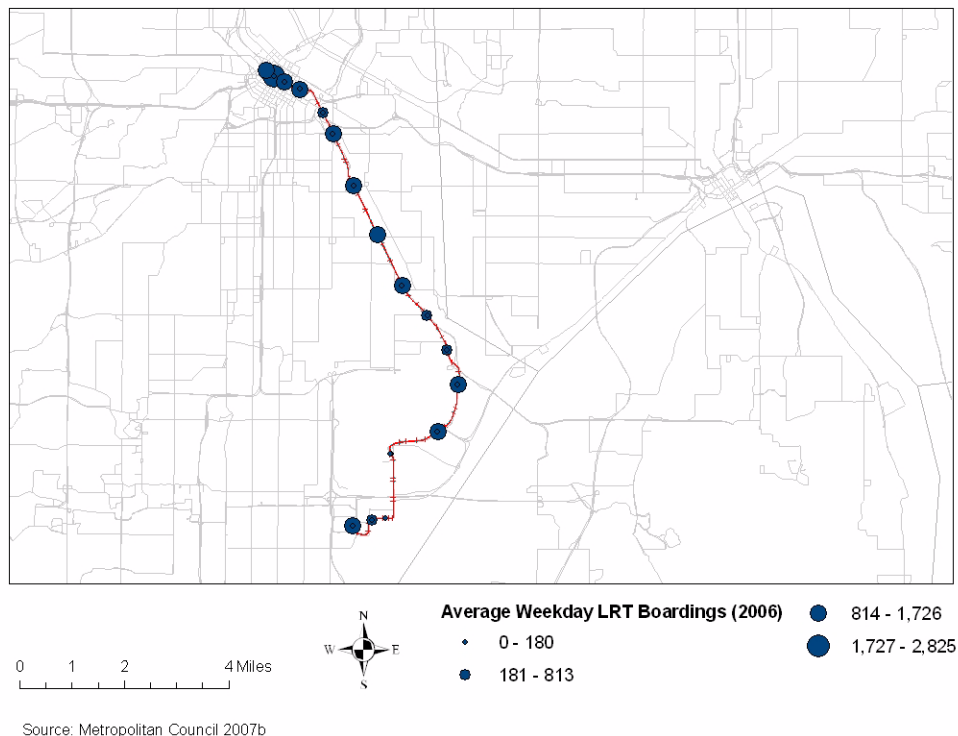 Average Weekday LRT Boardings (2006)
0 - 180
181 - 813
814 - 1,726
1,727 - 2,825
N
W E
S
0 1 2 4 Miles
Source: Metropolitan Council 2007b